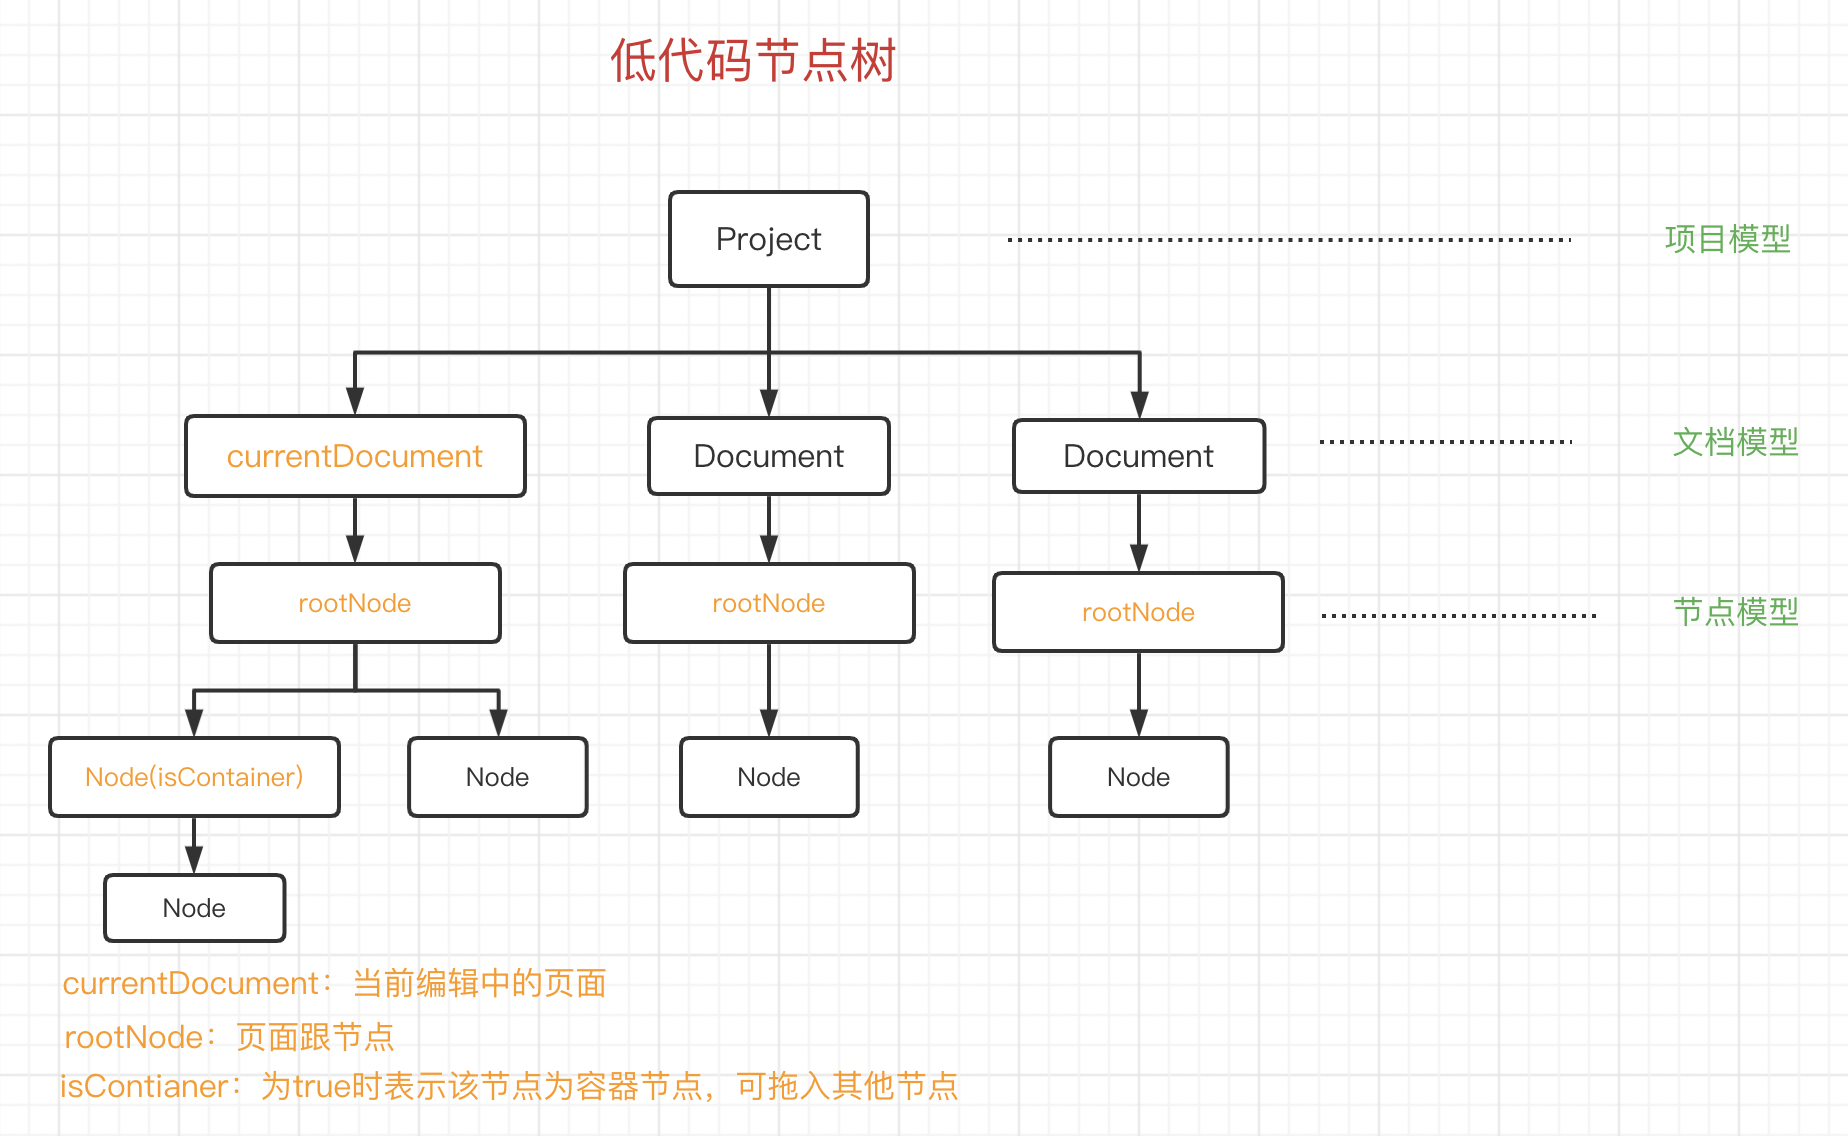 低代码节点树
Project
项目模型
currentDocument
Document
Document
文档模型
rootNode
rootNode
rootNode
节点模型
Node(isContainer)
Node
Node
Node
Node
currentDocument：当前编辑中的页面
rootNode：页面跟节点
isContianer：为true时表示该节点为容器节点，可拖入其他节点